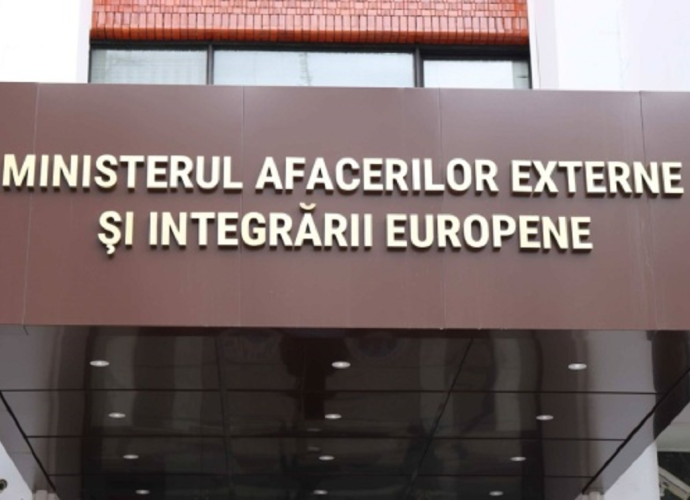 MINISTERUL AFACERILOR EXTERNE
ŞI INTEGRĂRII EUROPENE